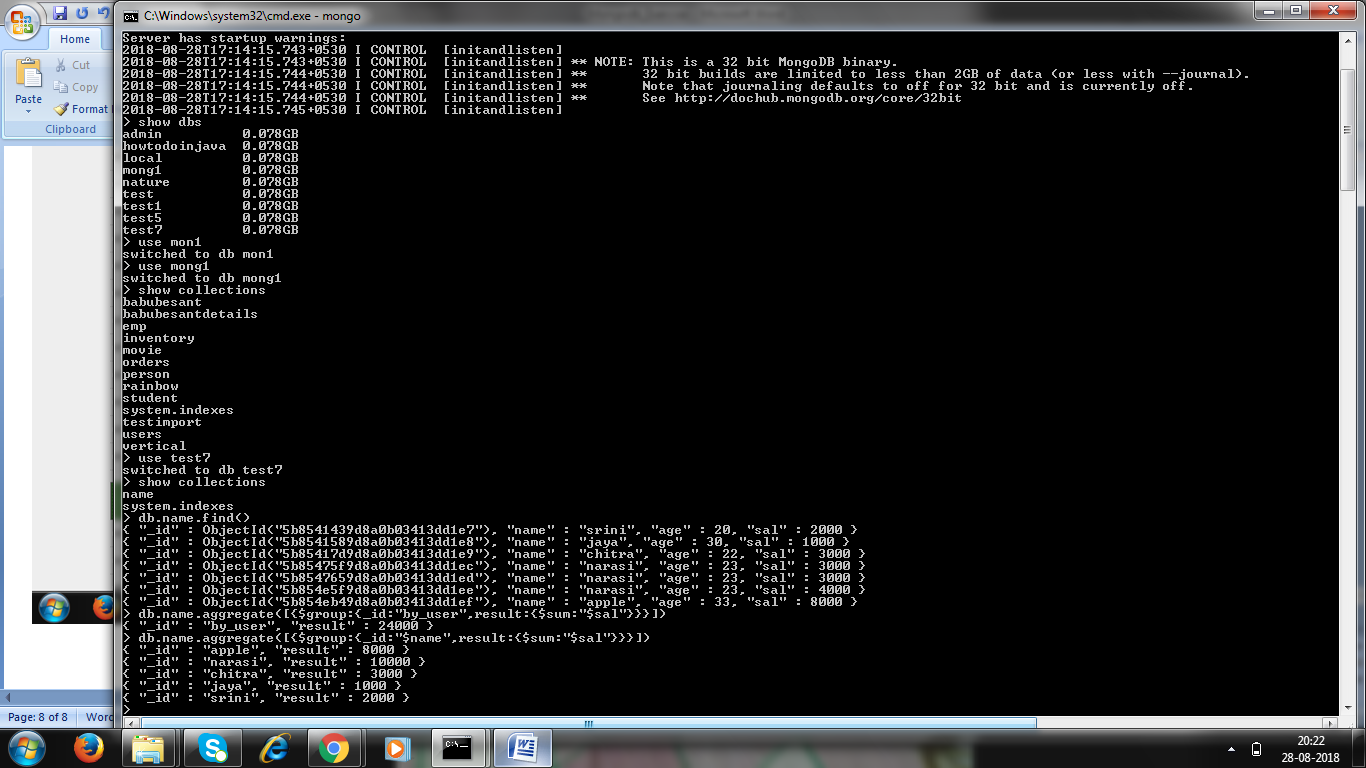 C:\Windows\system32\cmd.exe - mongo
Home
Cut
Copy
Paste
Format
Clipboard
Server has startup warnings:
2018-08-28T17:14:15.743+0530 I CONTROL  [initandlisten]
2018-08-28T17:14:15.743+0530 I CONTROL  [initandlisten] ** NOTE: This is a 32 bit MongoDB binary.
2018-08-28T17:14:15.744+0530 I CONTROL  [initandlisten] **       32 bit builds are limited to less than 2GB of data (or less with --journal).
2018-08-28T17:14:15.744+0530 I CONTROL  [initandlisten] **       Note that journaling defaults to off for 32 bit and is currently off.
2018-08-28T17:14:15.744+0530 I CONTROL  [initandlisten] **       See http://dochub.mongodb.org/core/32bit
2018-08-28T17:14:15.745+0530 I CONTROL  [initandlisten]
> show dbs
admin          0.078GB
howtodoinjava  0.078GB
local          0.078GB
mong1          0.078GB
nature         0.078GB
test           0.078GB
test1          0.078GB
test5          0.078GB
test7          0.078GB
> use mon1
switched to db mon1
> use mong1
switched to db mong1
> show collections
babubesant
babubesantdetails
emp
inventory
movie
orders
person
rainbow
student
system.indexes
testimport
users
vertical
> use test7
switched to db test7
> show collections
name
system.indexes
> db.name.find()
{ "_id" : ObjectId("5b8541439d8a0b03413dd1e7"), "name" : "srini", "age" : 20, "sal" : 2000 }
{ "_id" : ObjectId("5b8541589d8a0b03413dd1e8"), "name" : "jaya", "age" : 30, "sal" : 1000 }
{ "_id" : ObjectId("5b85417d9d8a0b03413dd1e9"), "name" : "chitra", "age" : 22, "sal" : 3000 }
{ "_id" : ObjectId("5b85475f9d8a0b03413dd1ec"), "name" : "narasi", "age" : 23, "sal" : 3000 }
{ "_id" : ObjectId("5b8547659d8a0b03413dd1ed"), "name" : "narasi", "age" : 23, "sal" : 3000 }
{ "_id" : ObjectId("5b854e5f9d8a0b03413dd1ee"), "name" : "narasi", "age" : 23, "sal" : 4000 }
{ "_id" : ObjectId("5b854eb49d8a0b03413dd1ef"), "name" : "apple", "age" : 33, "sal" : 8000 }
> db.name.aggregate([{$group:{_id:"by_user",result:{$sum:"$sal"}}}])
{ "_id" : "by_user", "result" : 24000 }
> db.name.aggregate([{$group:{_id:"$name",result:{$sum:"$sal"}}}])
{ "_id" : "apple", "result" : 8000 }
{ "_id" : "narasi", "result" : 10000 }
{ "_id" : "chitra", "result" : 3000 }
{ "_id" : "jaya", "result" : 1000 }
{ "_id" : "srini", "result" : 2000 }
>
Page: 8 of 8
Word
20:22
28-08-2018